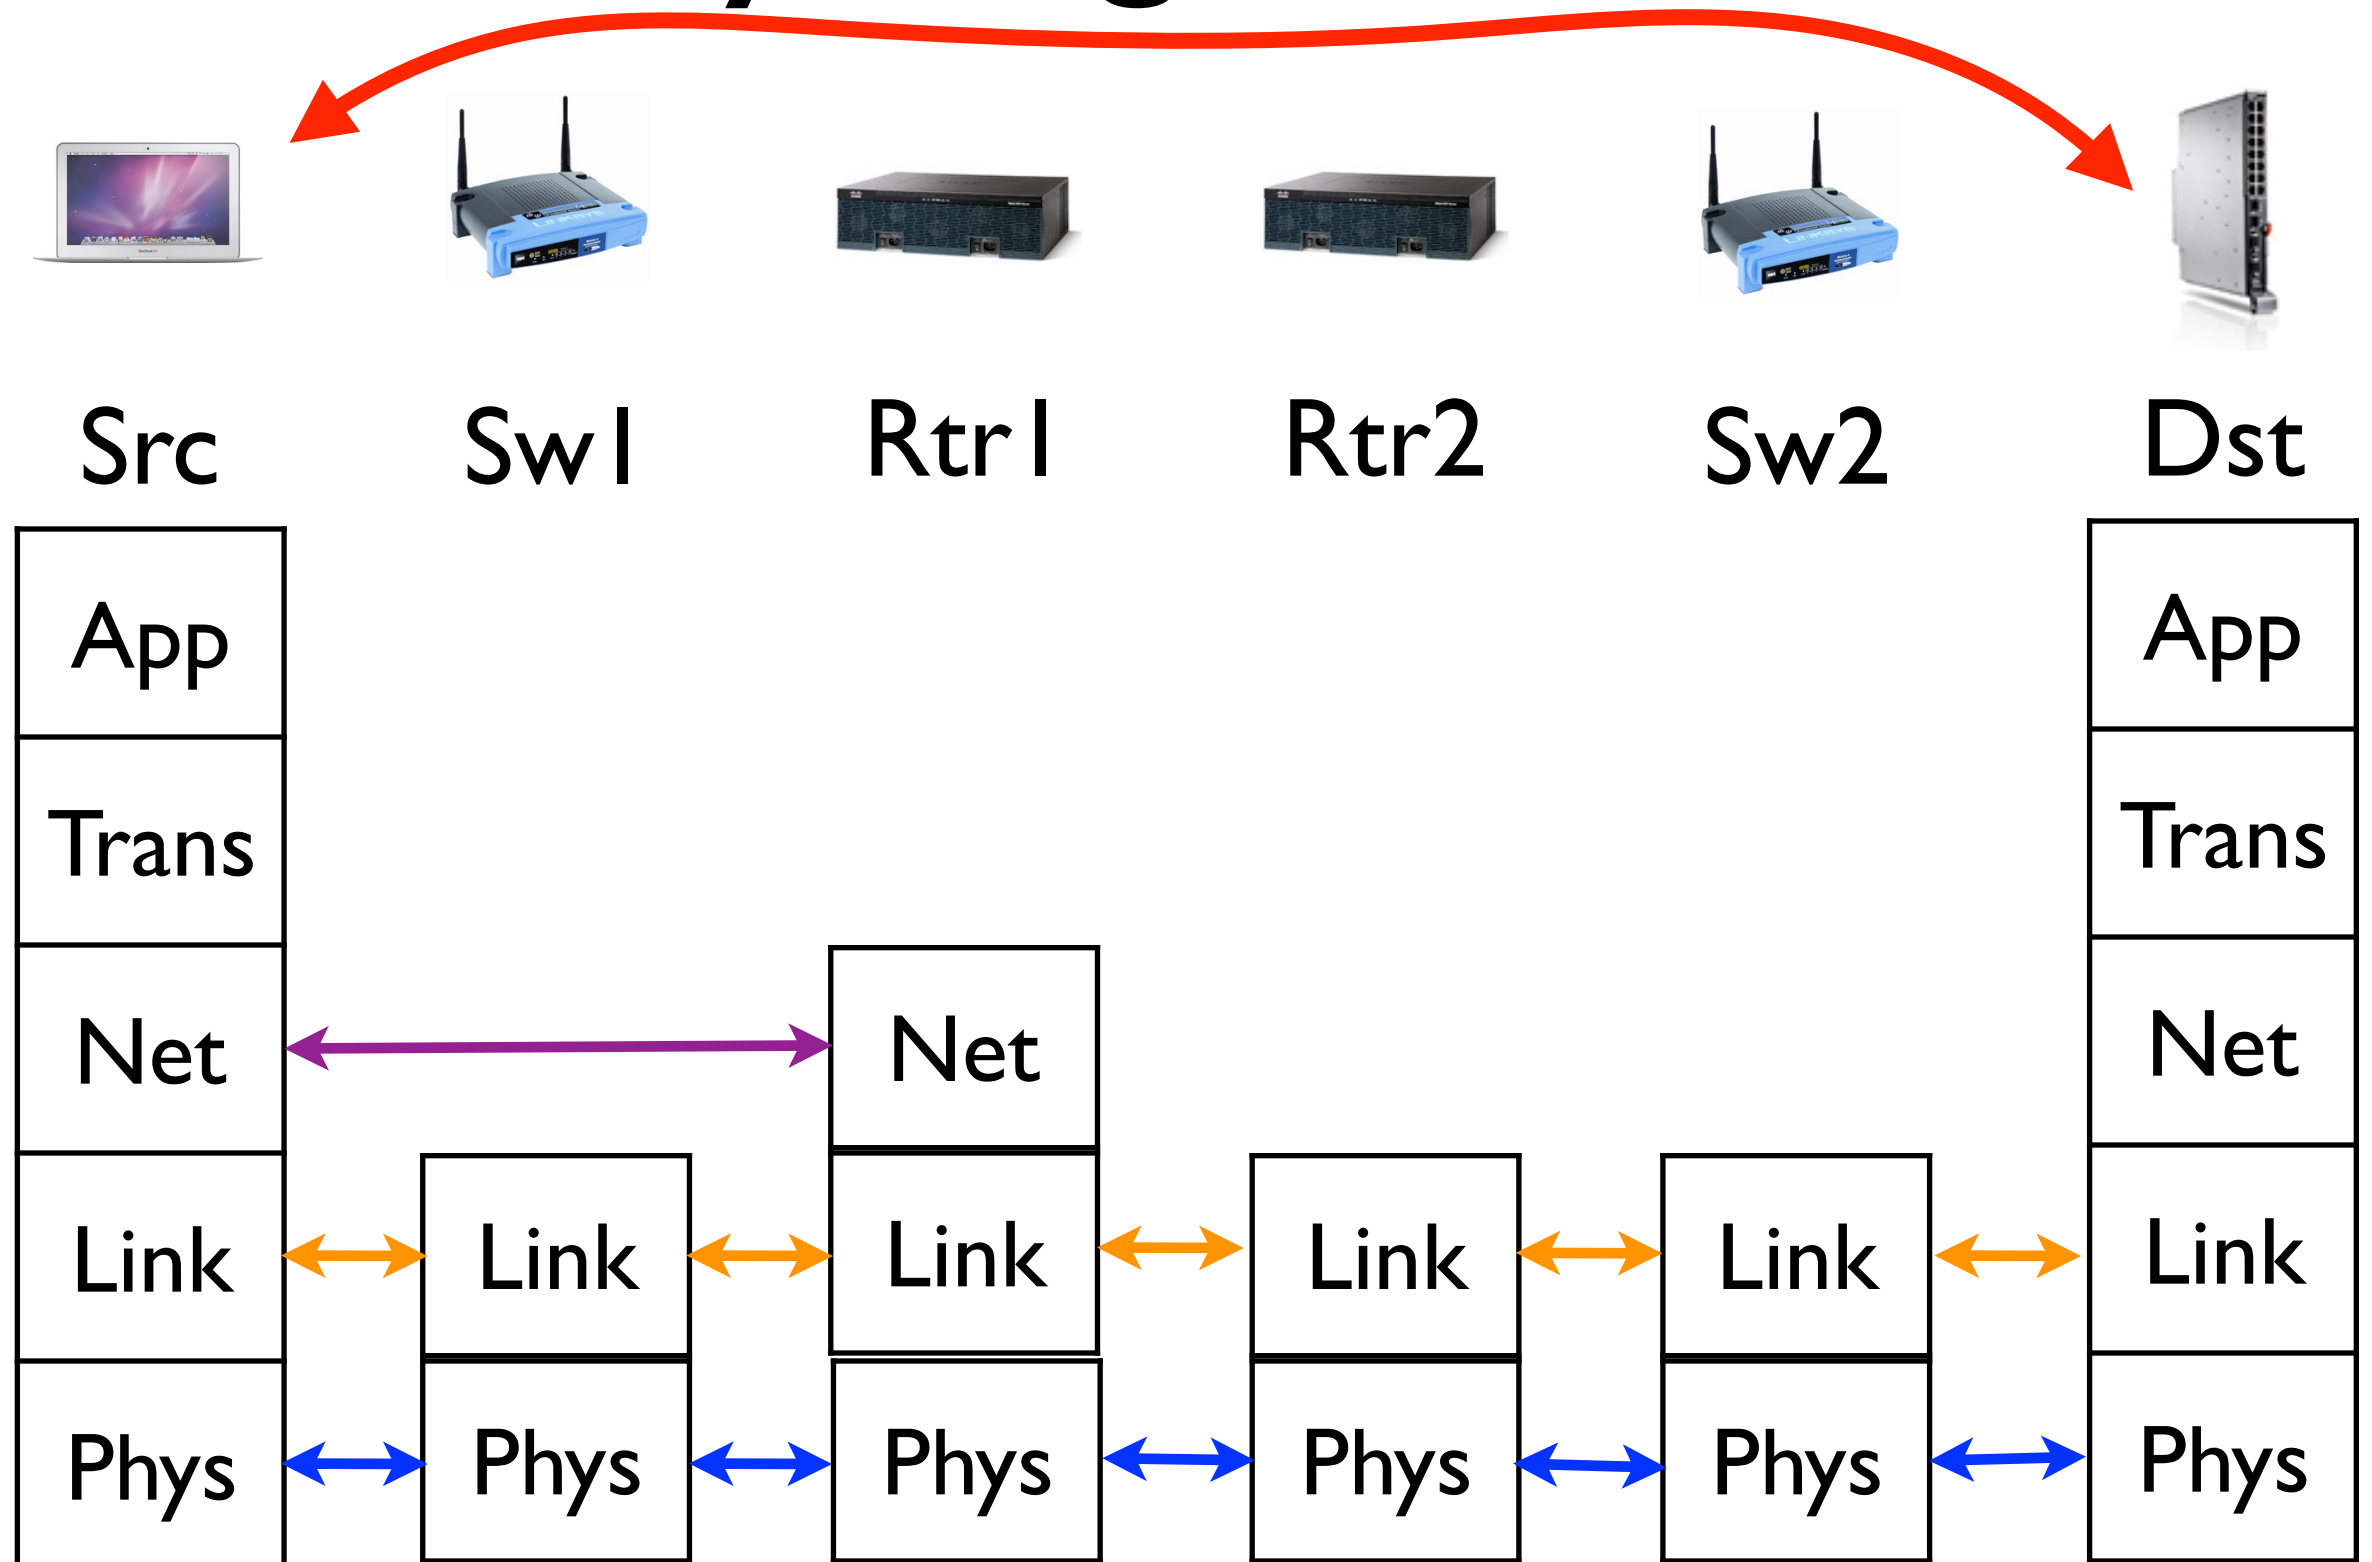 Src Sw1 Rtr1 Rtr2 Sw2 Dst
App App
Trans Trans
Net Net Net
Link Link Link Link Link Link
Phys Phys Phys Phys Phys Phys